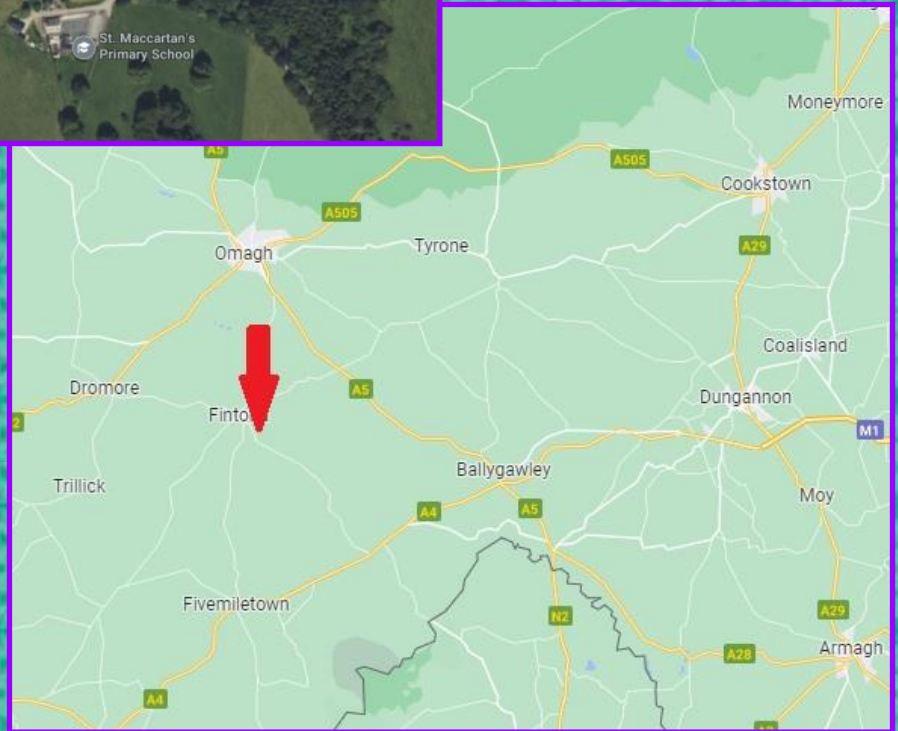 St. Maccartan's
Primary School
Moneymore
A5
A505
Cookstown
A505
Omagh
Tyrone
A29
Coalisland
Dromore
A5
Dungannon
M1
Ballygawley
Trillick
Moy
A4
A5
Fivemiletown
A29
N2
Armagh
A28
A4